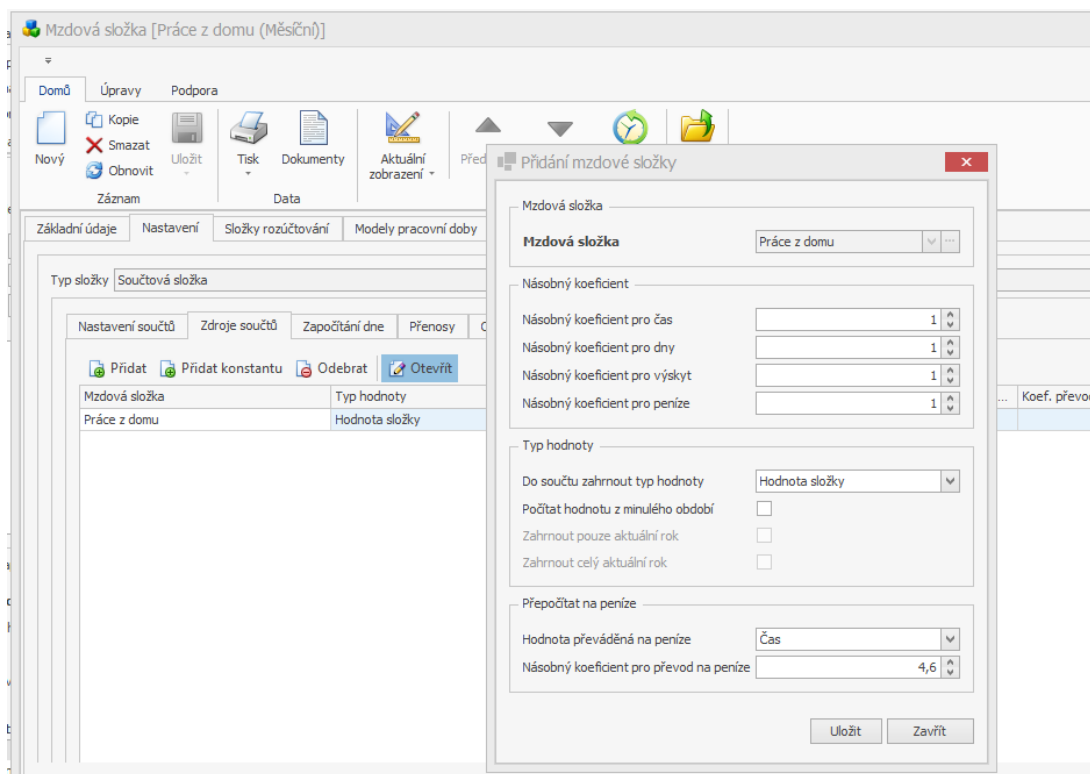 Mzdová složka [Práce z domu (Měsíční)]
Domů Úpravy Podpora
Nový
Kopie
Smazat
Obnovit
Uložit
Tisk
Dokumenty
Aktuální
zobrazení
Záznam
Data
Základní údaje Nastavení Složky rozúčtování Modely pracovní doby
Typ složky Součtová složka
Nastavení součtů Zdroje součtů Započítání dne Přenosy
Přidat Přidat konstantu Odebrat Otevřít
Mzdová složka Typ hodnoty
Práce z domu Hodnota složky
... Koef. převod
Přidání mzdové složky
Mzdová složka
Mzdová složka Práce z domu
Násobný koeficient
Násobný koeficient pro čas 1
Násobný koeficient pro dny 1
Násobný koeficient pro výskyt 1
Násobný koeficient pro peníze 1
Typ hodnoty
Do součtu zahrnout typ hodnoty Hodnota složky
Počítat hodnotu z minulého období
Zahrnout pouze aktuální rok
Zahrnout celý aktuální rok
Přepočítat na peníze
Hodnota převáděná na peníze Čas
Násobný koeficient pro převod na peníze 4,6
Uložit Zavřít